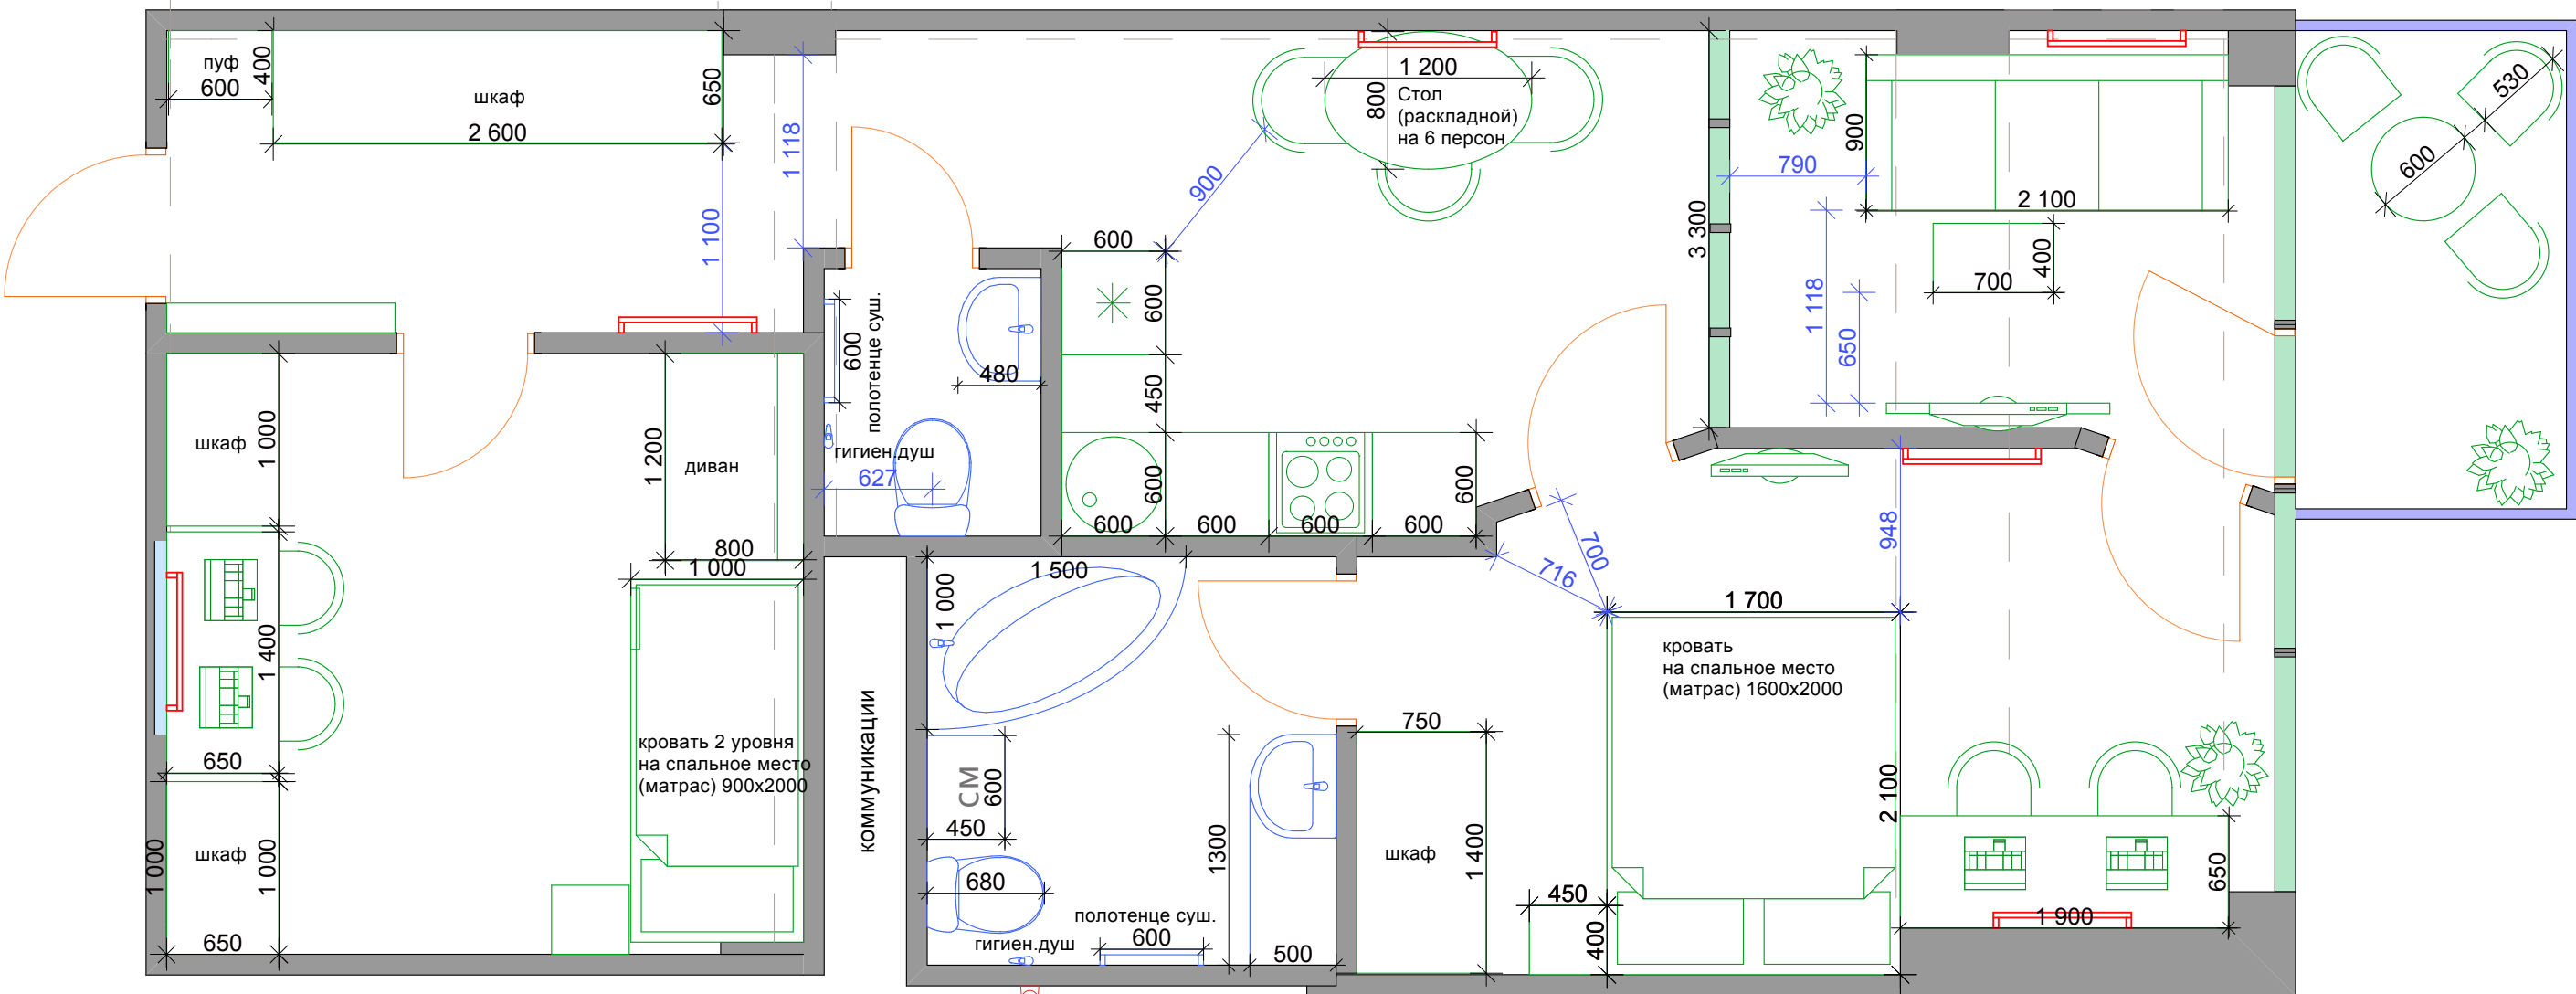 пуф
600
400
шкаф
2 600
650
1 100
1 118
900
1 200
Стол
(раскладной)
на 6 персон
800
3 300
790
900
2 100
700
400
1 118
650
530
600
600
полотенце суш.
480
гигиен.душ
627
600
600
450
600
600
600
600
600
600
шкаф
1 000
1 200
диван
800
1 000
1 400
650
кровать 2 уровня
на спальное место
(матрас) 900х2000
шкаф
1 000
1 000
650
коммуникации
1 500
1 000
СМ
600
450
680
1300
полотенце суш.
600
гигиен.душ
500
716
700
948
1 700
кровать
на спальное место
(матрас) 1600х2000
750
шкаф
1 400
450
400
2 100
650
1 900